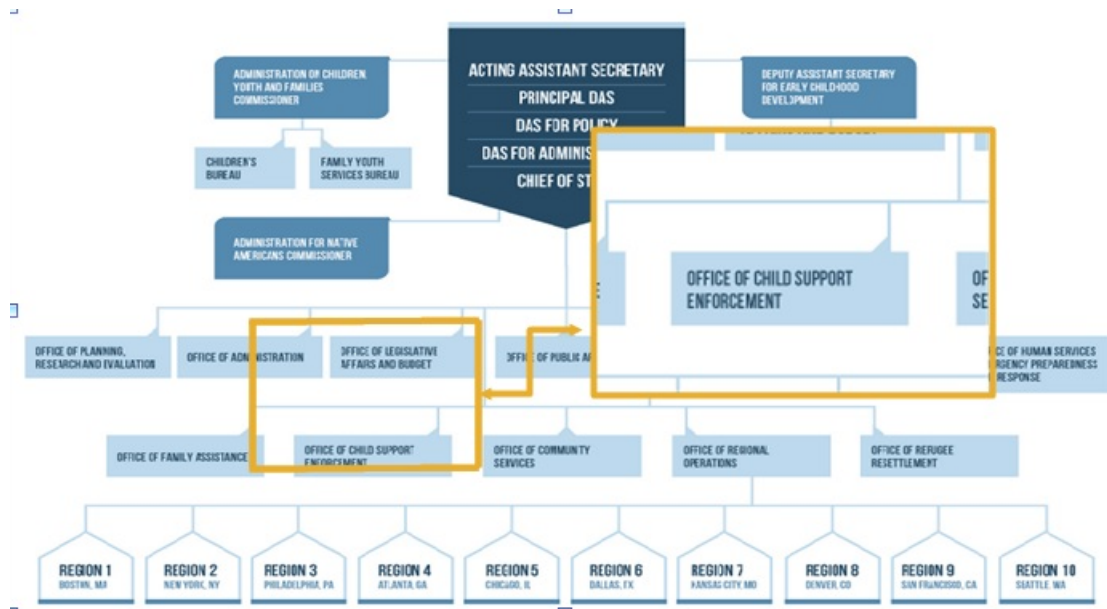 ACTING ASSISTANT SECRETARY
PRINCIPAL DAS
DAS FOR POLICY
DAS FOR ADMINIS
CHIEF OF ST
ADMINISTRATION ON CHILDREN,
YOUTH AND FAMILIES
COMMISSIONER
DEPUTY ASSISTANT SECRETARY
FOR EARLY CHILDHOOD
DEVELOPMENT
CHILDREN'S
BUREAU
FAMILY YOUTH
SERVICES BUREAU
ADMINISTRATION FOR NATIVE
AMERICANS COMMISSIONER
OFFICE OF CHILD SUPPORT
ENFORCEMENT
OF
SE
OFFICE OF PLANNING,
RESEARCH AND EVALUATION
OFFICE OF ADMINISTRATION
OFFICE OF LEGISLATIVE
AFFAIRS AND BUDGET
OFFICE OF PUBLIC AF
ICE OF HUMAN SERVICES
RGENCY PREPAREDNESS
RESPONSE
OFFICE OF FAMILY ASSISTANCE
OFFICE OF CHILD SUPPORT
ENFORCEMENT
OFFICE OF COMMUNITY
SERVICES
OFFICE OF REGIONAL
OPERATIONS
OFFICE OF REFUGEE
RESETTLEMENT
REGION 1
BOSTON, MA
REGION 2
NEW YORK, NY
REGION 3
PHILADELPHIA, PA
REGION 4
ATLANTA, GA
REGION 5
CHICAGO, IL
REGION 6
DALLAS, TX
REGION 7
KANSAS CITY, MO
REGION 8
DENVER, CO
REGION 9
SAN FRANCISCO, CA
REGION 10
SEATTLE, WA